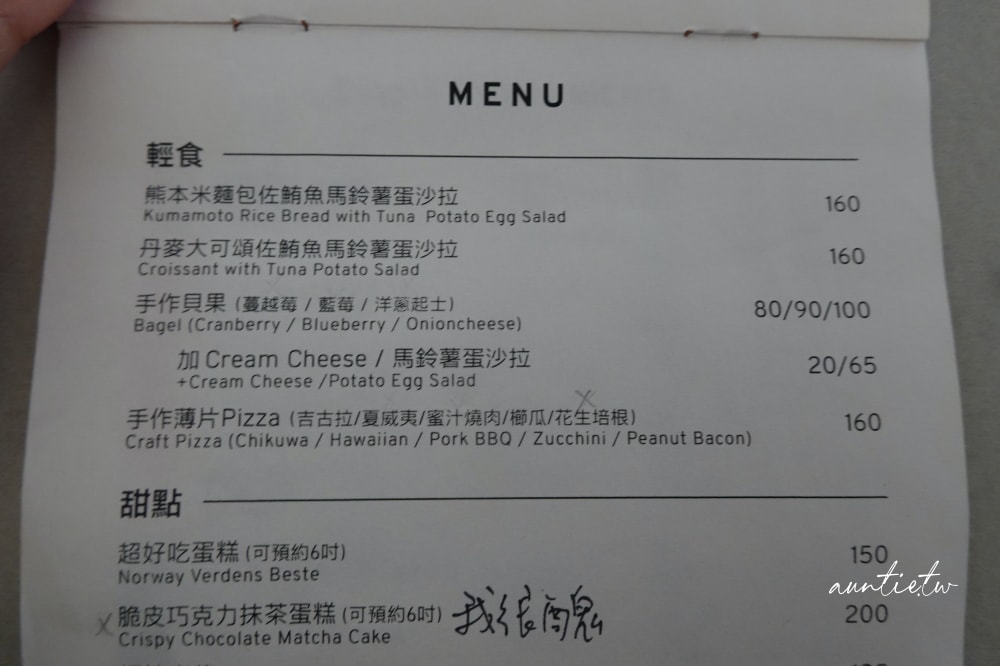 MENU
輕食
熊本米麵包佐鮪魚馬鈴薯蛋沙拉 160
Kumamoto Rice Bread with Tuna Potato Egg Salad
丹麥大可頌佐鮪魚馬鈴薯蛋沙拉 160
Croissant with Tuna Potato Salad
手作貝果 (蔓越莓 / 藍莓 / 洋蔥起士) 80/90/100
Bagel (Cranberry / Blueberry / Onioncheese)
加 Cream Cheese / 馬鈴薯蛋沙拉 20/65
+Cream Cheese /Potato Egg Salad
手作薄片Pizza (吉古拉/夏威夷/蜜汁燒肉/櫛瓜/花生培根) 160
Craft Pizza (Chikuwa / Hawaiian / Pork BBQ / Zucchini / Peanut Bacon)
甜點
超好吃蛋糕 (可預約6吋) 150
Norway Verdens Beste
auntie.tw
x 脆皮巧克力抹茶蛋糕 (可預約6吋) 我很醜 200
Crispy Chocolate Matcha Cake